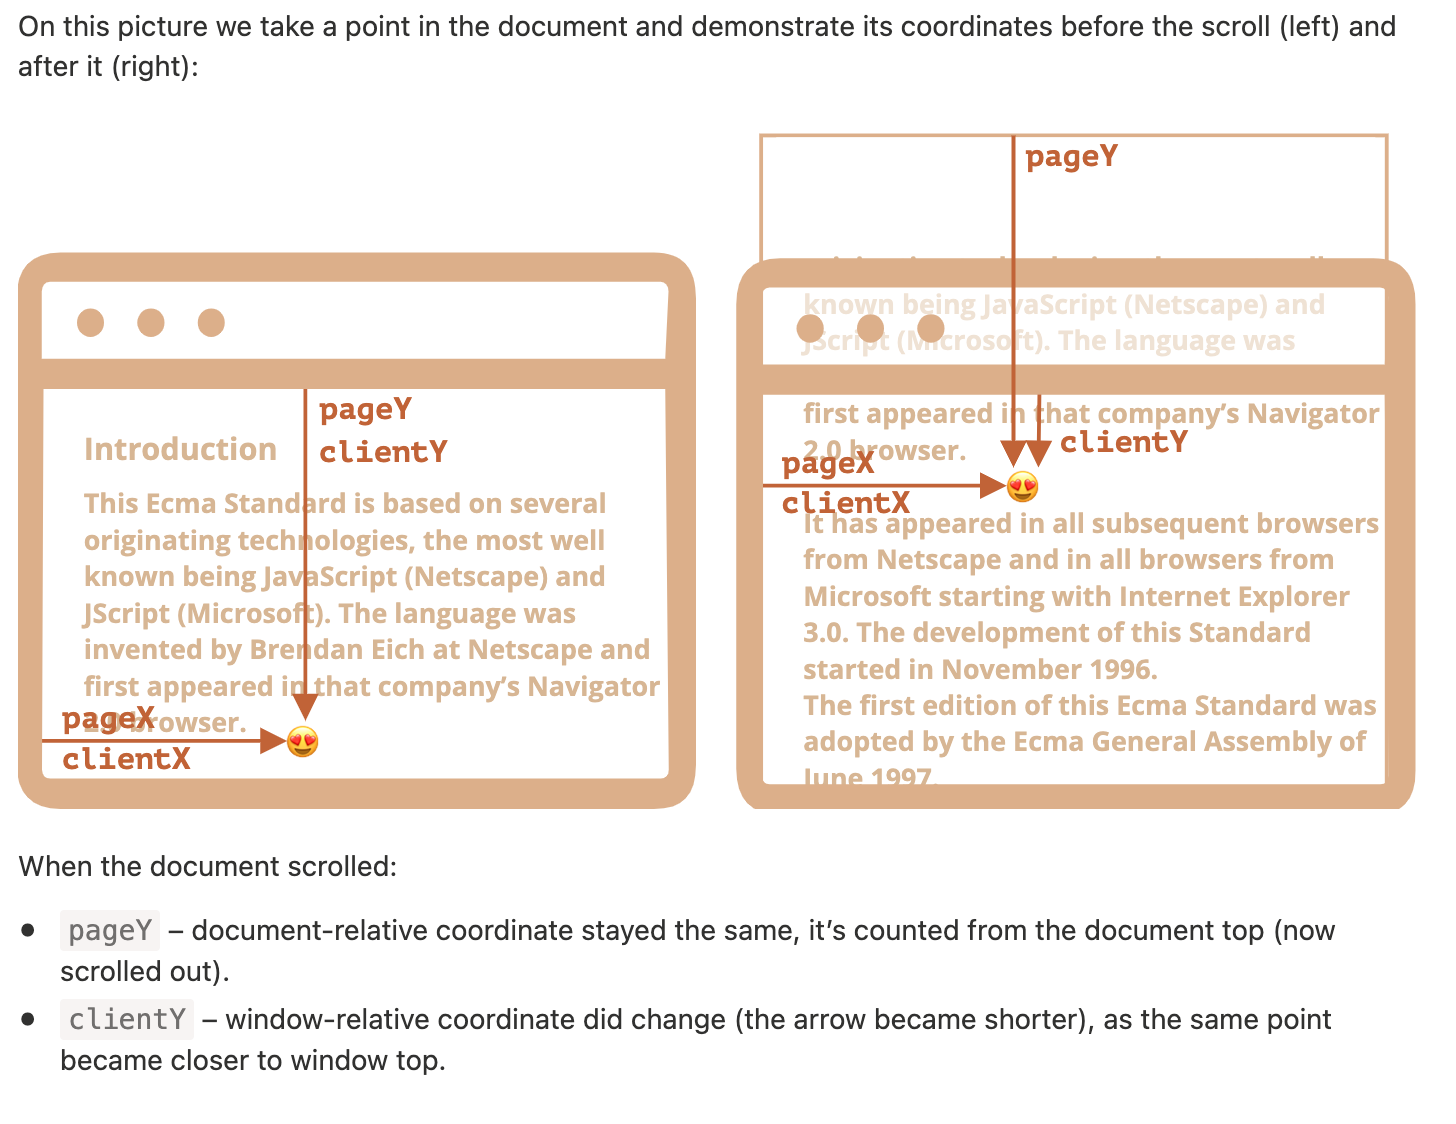 On this picture we take a point in the document and demonstrate its coordinates before the scroll (left) and
after it (right):
pageY
clientY
Introduction
This Ecma Standard is based on several
originating technologies, the most well
known being JavaScript (Netscape) and
JScript (Microsoft). The language was
invented by Brendan Eich at Netscape and
first appeared in that company’s Navigator
2.0 browser.
pageX
clientX
pageY
known being JavaScript (Netscape) and
JScript (Microsoft). The language was
first appeared in that company’s Navigator
2.0 browser.
clientY
pageX
clientX
It has appeared in all subsequent browsers
from Netscape and in all browsers from
Microsoft starting with Internet Explorer
3.0. The development of this Standard
started in November 1996.
The first edition of this Ecma Standard was
adopted by the Ecma General Assembly of
June 1997.
When the document scrolled:
● pageY – document-relative coordinate stayed the same, it’s counted from the document top (now
scrolled out).
● clientY – window-relative coordinate did change (the arrow became shorter), as the same point
became closer to window top.